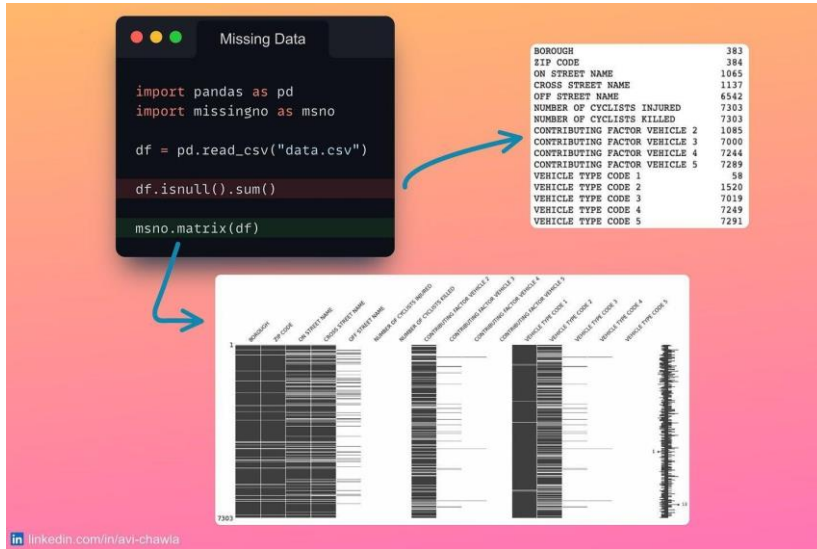 Missing Data
import pandas as pd
import missingno as msno
df = pd.read_csv("data.csv")
df.isnull().sum()
msno.matrix(df)
BOROUGH 383
ZIP CODE 384
ON STREET NAME 1065
CROSS STREET NAME 1137
OFF STREET NAME 6542
NUMBER OF CYCLISTS INJURED 7303
NUMBER OF CYCLISTS KILLED 7303
CONTRIBUTING FACTOR VEHICLE 2 1085
CONTRIBUTING FACTOR VEHICLE 3 7000
CONTRIBUTING FACTOR VEHICLE 4 7244
CONTRIBUTING FACTOR VEHICLE 5 7289
VEHICLE TYPE CODE 1 58
VEHICLE TYPE CODE 2 1520
VEHICLE TYPE CODE 3 7019
VEHICLE TYPE CODE 4 7249
VEHICLE TYPE CODE 5 7291
BOROUGH
ZIP CODE
ON STREET NAME
CROSS STREET NAME
OFF STREET NAME
NUMBER OF CYCLISTS INJURED
NUMBER OF CYCLISTS KILLED
CONTRIBUTING FACTOR VEHICLE 2
CONTRIBUTING FACTOR VEHICLE 3
CONTRIBUTING FACTOR VEHICLE 4
CONTRIBUTING FACTOR VEHICLE 5
VEHICLE TYPE CODE 1
VEHICLE TYPE CODE 2
VEHICLE TYPE CODE 3
VEHICLE TYPE CODE 4
VEHICLE TYPE CODE 5
1
7303
in linkedin.com/in/avi-chawla